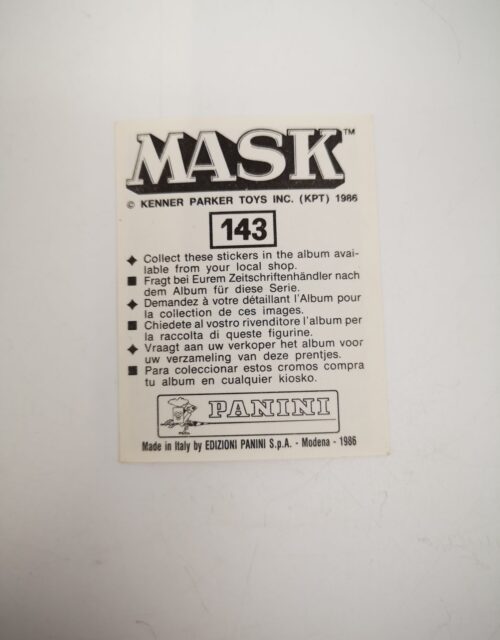 MASK™
© KENNER PARKER TOYS INC. (KPT) 1986
143
Collect these stickers in the album avai-
lable from your local shop.
Fragt bei Eurem Zeitschriftenhändler nach
dem Album für diese Serie.
Demandez à votre détaillant l'Album pour
la collection de ces images.
Chiedete al vostro rivenditore l'album per
la raccolta di queste figurine.
Vraagt aan uw verkoper het album voor
uw verzameling van deze prentjes.
Para coleccionar estos cromos compra
tu album en cualquier kiosko.
PANINI
Made in Italy by EDIZIONI PANINI S.p.A. - Modena - 1986